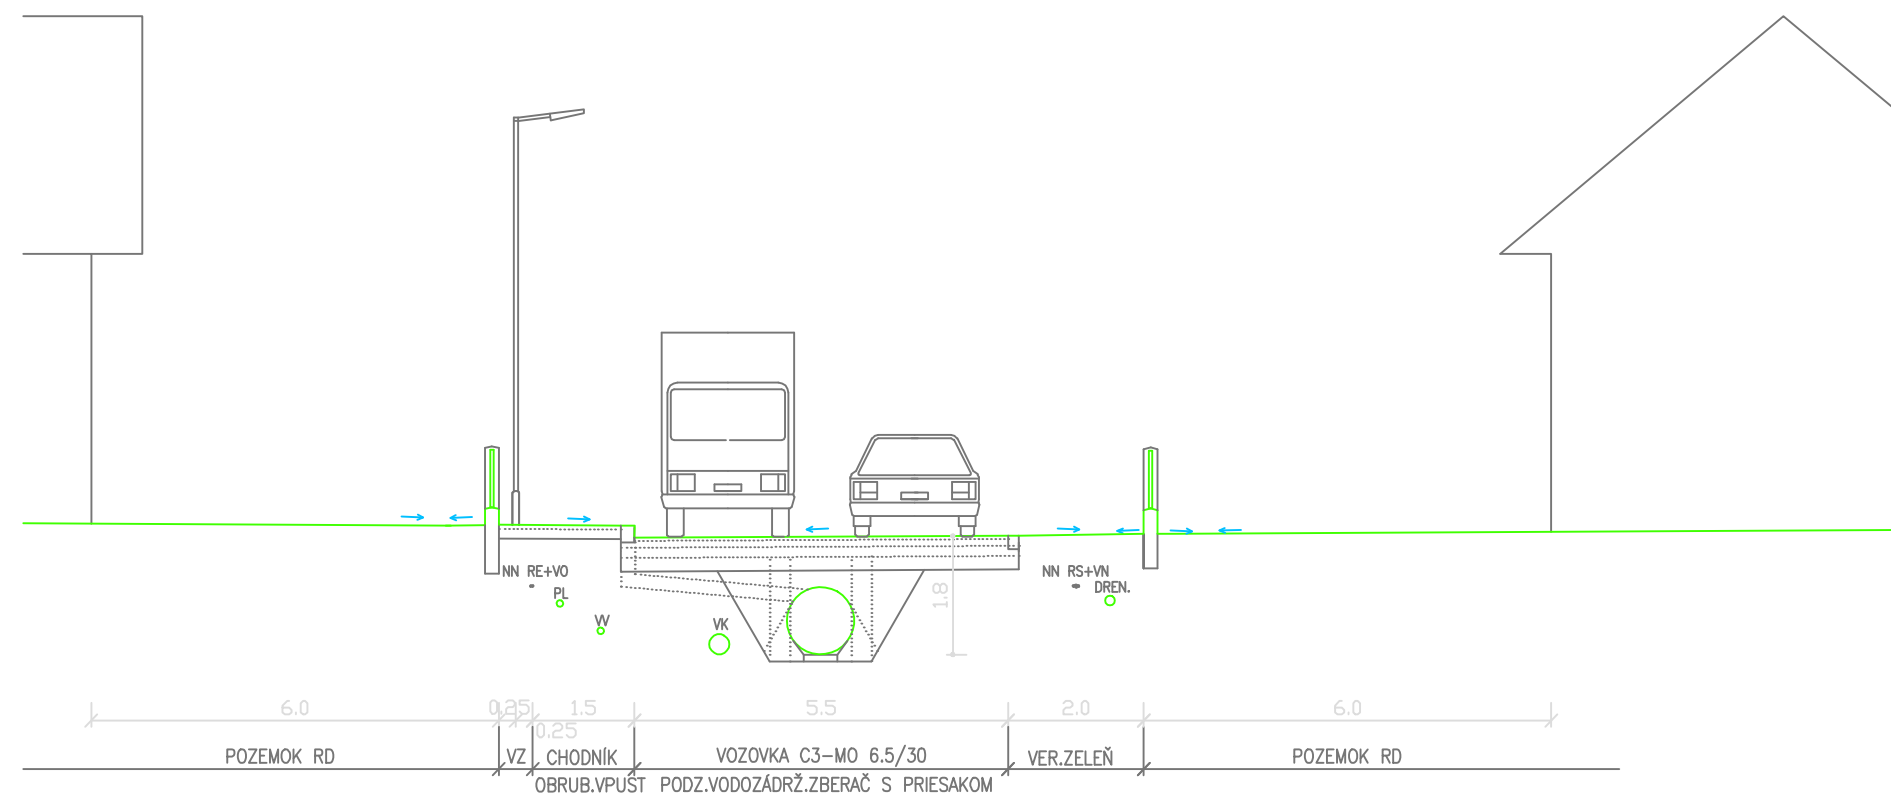 NN RE+VO
PL
VV
VK
NN RS+VN
DREN.
1.8
6.0 0.25 1.5 5.5 2.0 6.0
0.25
POZEMOK RD VZ CHODNÍK VOZOVKA C3-MO 6.5/30 VER.ZELEŇ POZEMOK RD
OBRUB.VPUST PODZ.VODOZÁDRŽ.ZBERAČ S PRIESAKOM